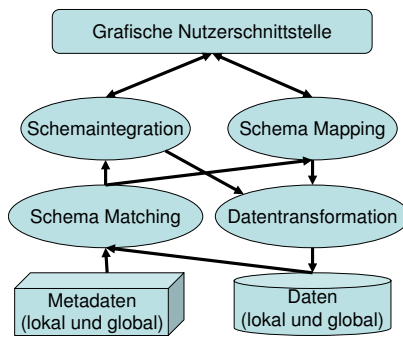 Grafische Nutzerschnittstelle
Schemaintegration
Schema Mapping
Schema Matching
Datentransformation
Metadaten
(lokal und global)
Daten
(lokal und global)